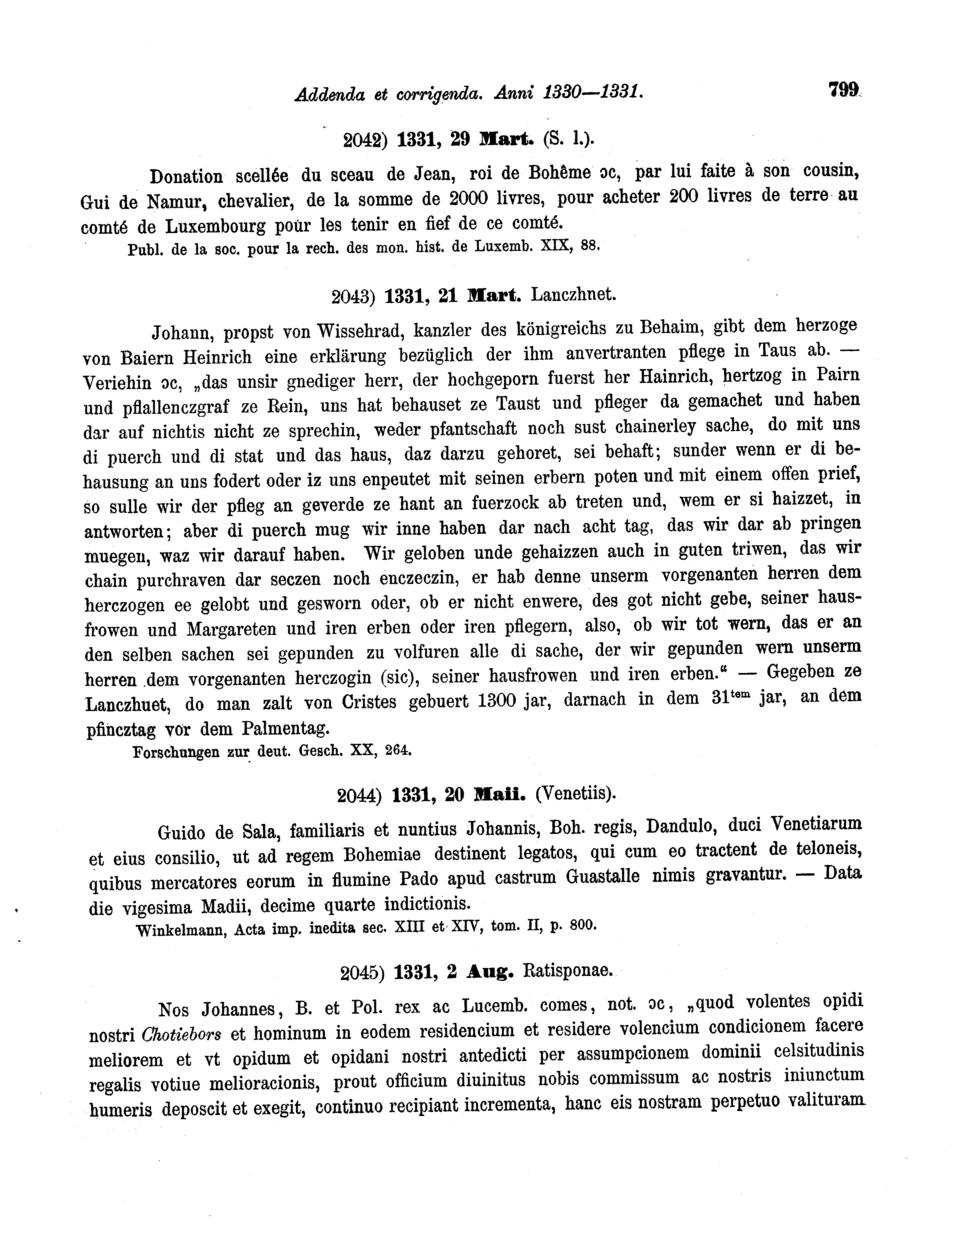 Addenda et corrigenda. Anni 1330—1331. 799
2042) 1331, 29 Mart. (S. l.).
Donation scellée du sceau de Jean, roi de Bohême ɔc, par lui faite à son cousin,
Gui de Namur, chevalier, de la somme de 2000 livres, pour acheter 200 livres de terre au
comté de Luxembourg pour les tenir en fief de ce comté.
Publ. de la soc. pour la rech. des mon. hist. de Luxemb. XIX, 88.
2043) 1331, 21 Mart. Lanczhnet.
Johann, propst von Wissehrad, kanzler des königreichs zu Behaim, gibt dem herzoge
von Baiern Heinrich eine erklärung bezüglich der ihm anvertranten pflege in Taus ab. —
Veriehin ɔc, „das unsir gnediger herr, der hochgeporn fuerst her Hainrich, hertzog in Pairn
und pflallenczgraf ze Rein, uns hat behauset ze Taust und pfleger da gemachet und haben
dar auf nichtis nicht ze sprechin, weder pfantschaft noch sust chainerley sache, do mit uns
di puerch und di stat und das haus, daz darzu gehoret, sei behaft; sunder wenn er di be-
hausung an uns fodert oder iz uns enpeutet mit seinen erbern poten und mit einem offen prief,
so sulle wir der pfleg an geverde ze hant an fuerzock ab treten und, wem er si haizzet, in
antworten; aber di puerch mug wir inne haben dar nach acht tag, das wir dar ab pringen
muegen, waz wir darauf haben. Wir geloben unde gehaizzen auch in guten triwen, das wir
chain purchraven dar seczen noch enczeczin, er hab denne unserm vorgenanten herren dem
herczogen ee gelobt und gesworn oder, ob er nicht enwere, des got nicht gebe, seiner haus-
frowen und Margareten und iren erben oder iren pflegern, also, ob wir tot wern, das er an
den selben sachen sei gepunden zu volfuren alle di sache, der wir gepunden wern unserm
herren dem vorgenanten herczogin (sic), seiner hausfrowen und iren erben.“ — Gegeben ze
Lanczhuet, do man zalt von Cristes gebuert 1300 jar, darnach in dem 31tem jar, an dem
pfincztag vor dem Palmentag.
Forschungen zur deut. Gesch. XX, 264.
2044) 1331, 20 Maii. (Venetiis).
Guido de Sala, familiaris et nuntius Johannis, Boh. regis, Dandulo, duci Venetiarum
et eius consilio, ut ad regem Bohemiae destinent legatos, qui cum eo tractent de teloneis,
quibus mercatores eorum in flumine Pado apud castrum Guastalle nimis gravantur. — Data
die vigesima Madii, decime quarte indictionis.
Winkelmann, Acta imp. inedita sec. XIII et XIV, tom. II, p. 800.
2045) 1331, 2 Aug. Ratisponae.
Nos Johannes, B. et Pol. rex ac Lucemb. comes, not. ɔc, „quod volentes opidi
nostri Chotiebors et hominum in eodem residencium et residere volencium condicionem facere
meliorem et vt opidum et opidani nostri antedicti per assumpcionem dominii celsitudinis
regalis votiue melioracionis, prout officium diuinitus nobis commissum ac nostris iniunctum
humeris deposcit et exegit, continuo recipiant incrementa, hanc eis nostram perpetuo valituram